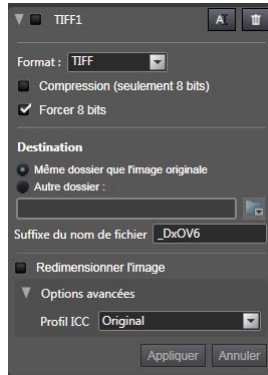 TIFF1
A
Format : TIFF
Compression (seulement 8 bits)
Forcer 8 bits
Destination
Même dossier que l'image originale
Autre dossier :
Suffixe du nom de fichier _DxOV6
Redimensionner l'image
Options avancées
Profil ICC Original
Appliquer Annuler